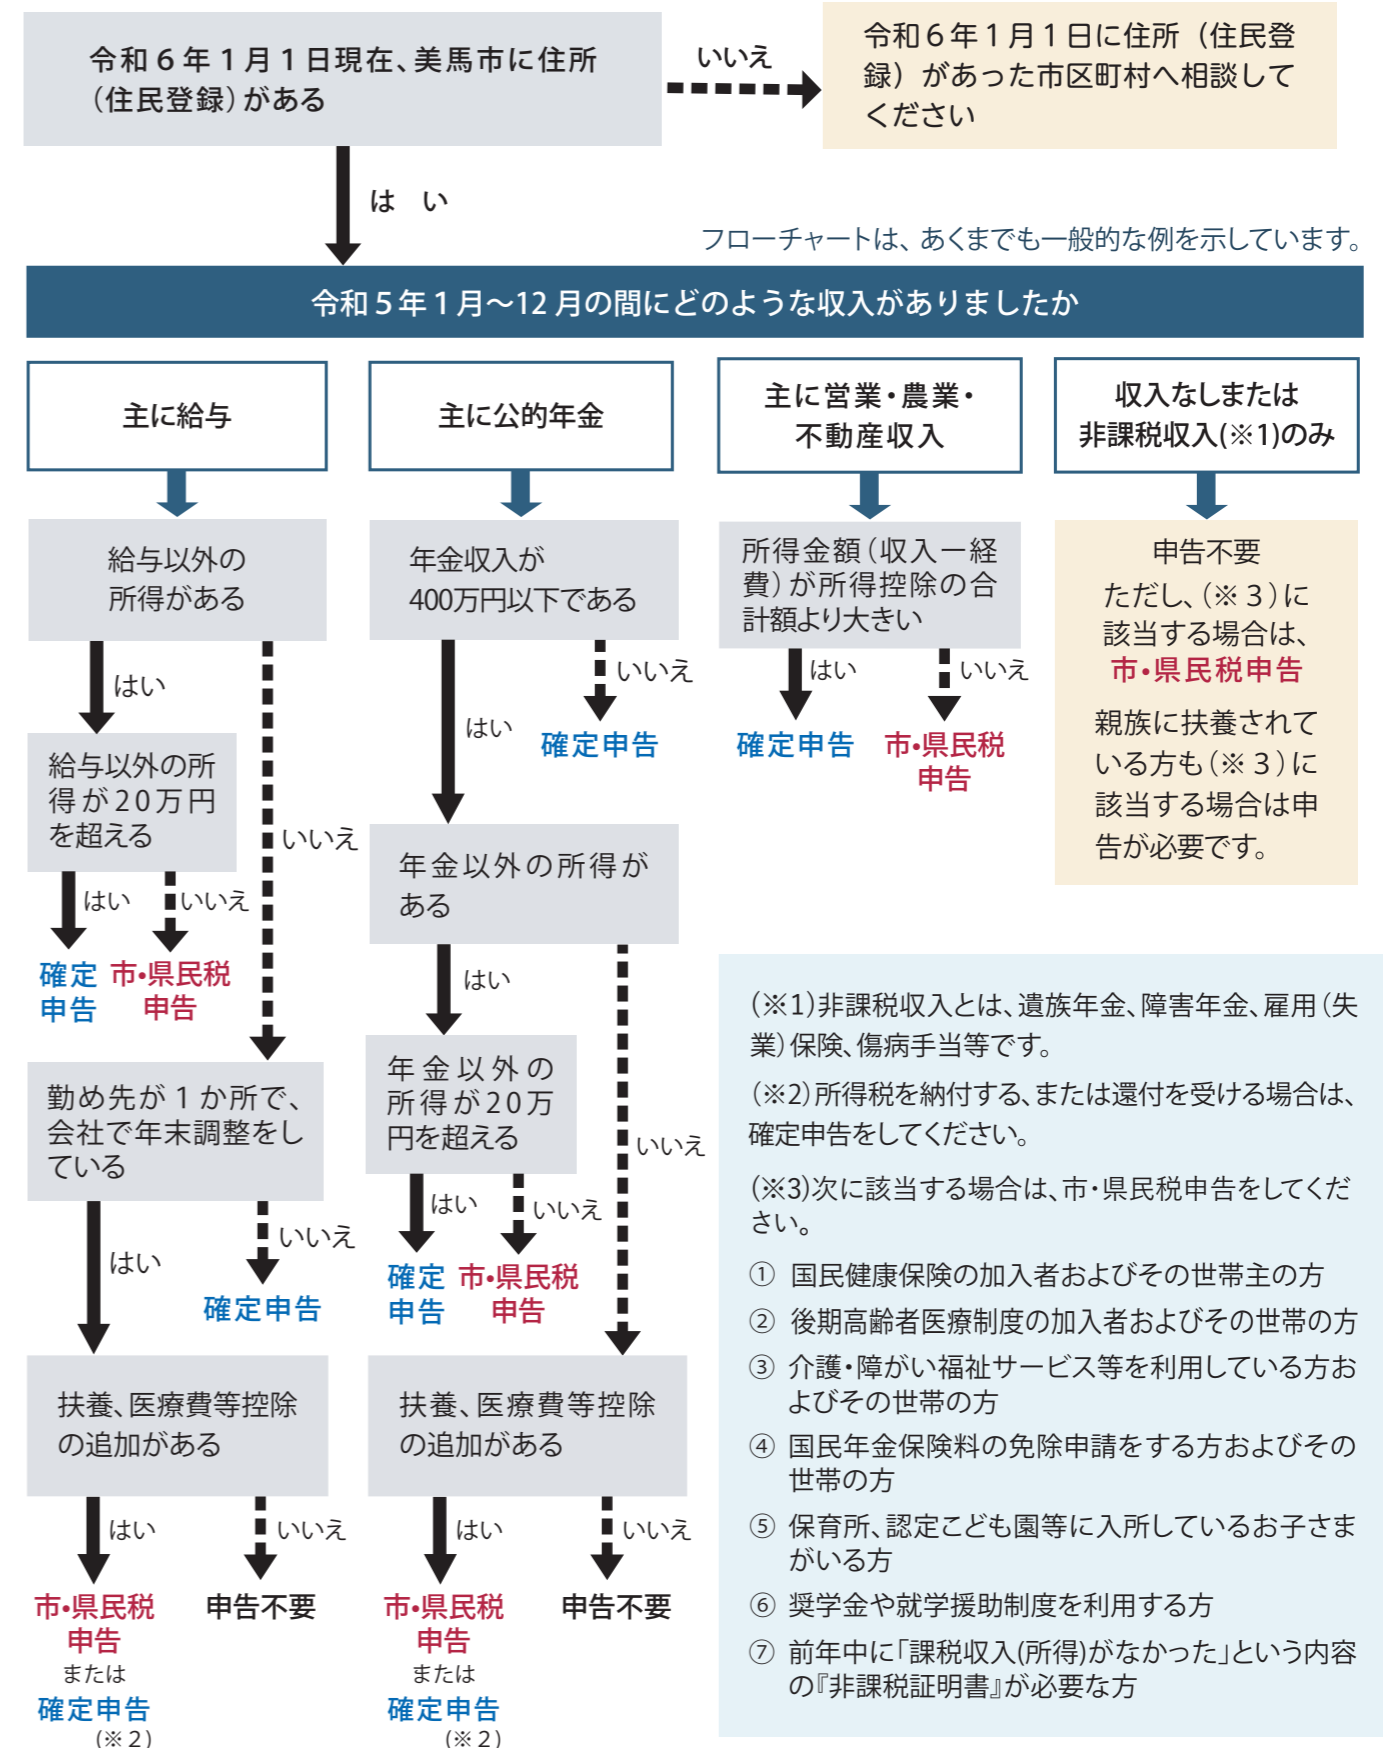 令和６年１月１日現在、美馬市に住所
（住民登録）がある
いいえ
令和６年１月１日に住所（住民登
録）があった市区町村へ相談して
ください
は　い
フローチャートは、あくまでも一般的な例を示しています。
令和５年１月～12月の間にどのような収入がありましたか
主に給与
給与以外の
所得がある
はい
いいえ
給与以外の所
得が20万円
を超える
はい
いいえ
確定
申告
市・県民税
申告
勤め先が１か所で、
会社で年末調整をし
ている
はい
いいえ
確定申告
扶養、医療費等控除
の追加がある
はい
いいえ
市・県民税
申告
または
確定申告
(※２)
申告不要
主に公的年金
年金収入が
400万円以下である
はい
いいえ
確定申告
年金以外の所得が
ある
はい
いいえ
年金以外の
所得が20万
円を超える
はい
いいえ
確定
申告
市・県民税
申告
扶養、医療費等控除
の追加がある
はい
いいえ
市・県民税
申告
または
確定申告
(※２)
申告不要
主に営業・農業・
不動産収入
所得金額（収入ー経
費）が所得控除の合
計額より大きい
はい
いいえ
確定申告
市・県民税
申告
収入なしまたは
非課税収入(※1)のみ
申告不要
ただし、(※３)に
該当する場合は、
市・県民税申告
親族に扶養されて
いる方も(※３)に
該当する場合は申
告が必要です。
(※1)非課税収入とは、遺族年金、障害年金、雇用（失
業）保険、傷病手当等です。
(※2)所得税を納付する、または還付を受ける場合は、
確定申告をしてください。
(※3)次に該当する場合は、市・県民税申告をしてくだ
さい。
① 国民健康保険の加入者およびその世帯主の方
② 後期高齢者医療制度の加入者およびその世帯の方
③ 介護・障がい福祉サービス等を利用している方お
よびその世帯の方
④ 国民年金保険料の免除申請をする方およびその
世帯の方
⑤ 保育所、認定こども園等に入所しているお子さま
がいる方
⑥ 奨学金や就学援助制度を利用する方
⑦ 前年中に「課税収入(所得)がなかった」という内容
の『非課税証明書』が必要な方